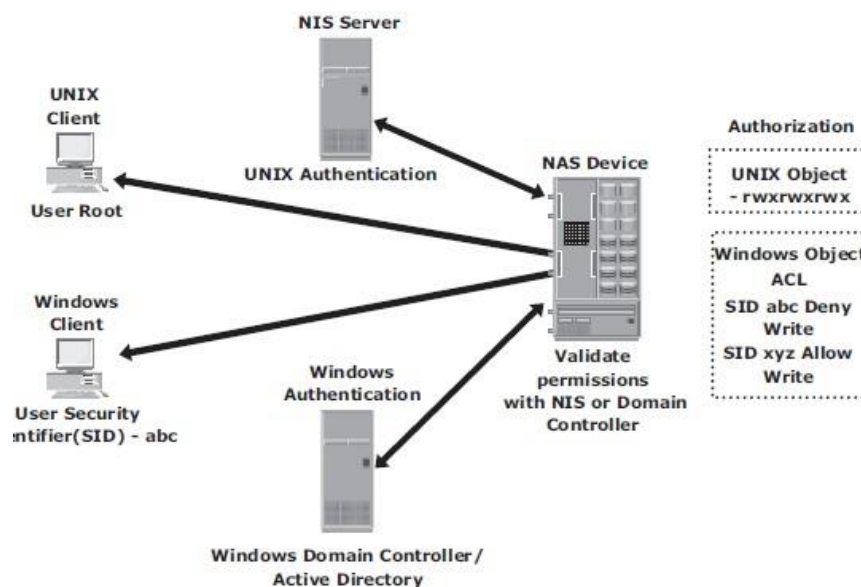 NIS Server
UNIX
Client
User Root
UNIX Authentication
NAS Device
Authorization
UNIX Object
- rwxrwxrwx
Windows Object
ACL
SID abc Deny
Write
SID xyz Allow
Write
Windows
Client
User Security
entifier(SID) - abc
Windows
Authentication
Validate
permissions
with NIS or Domain
Controller
Windows Domain Controller/
Active Directory